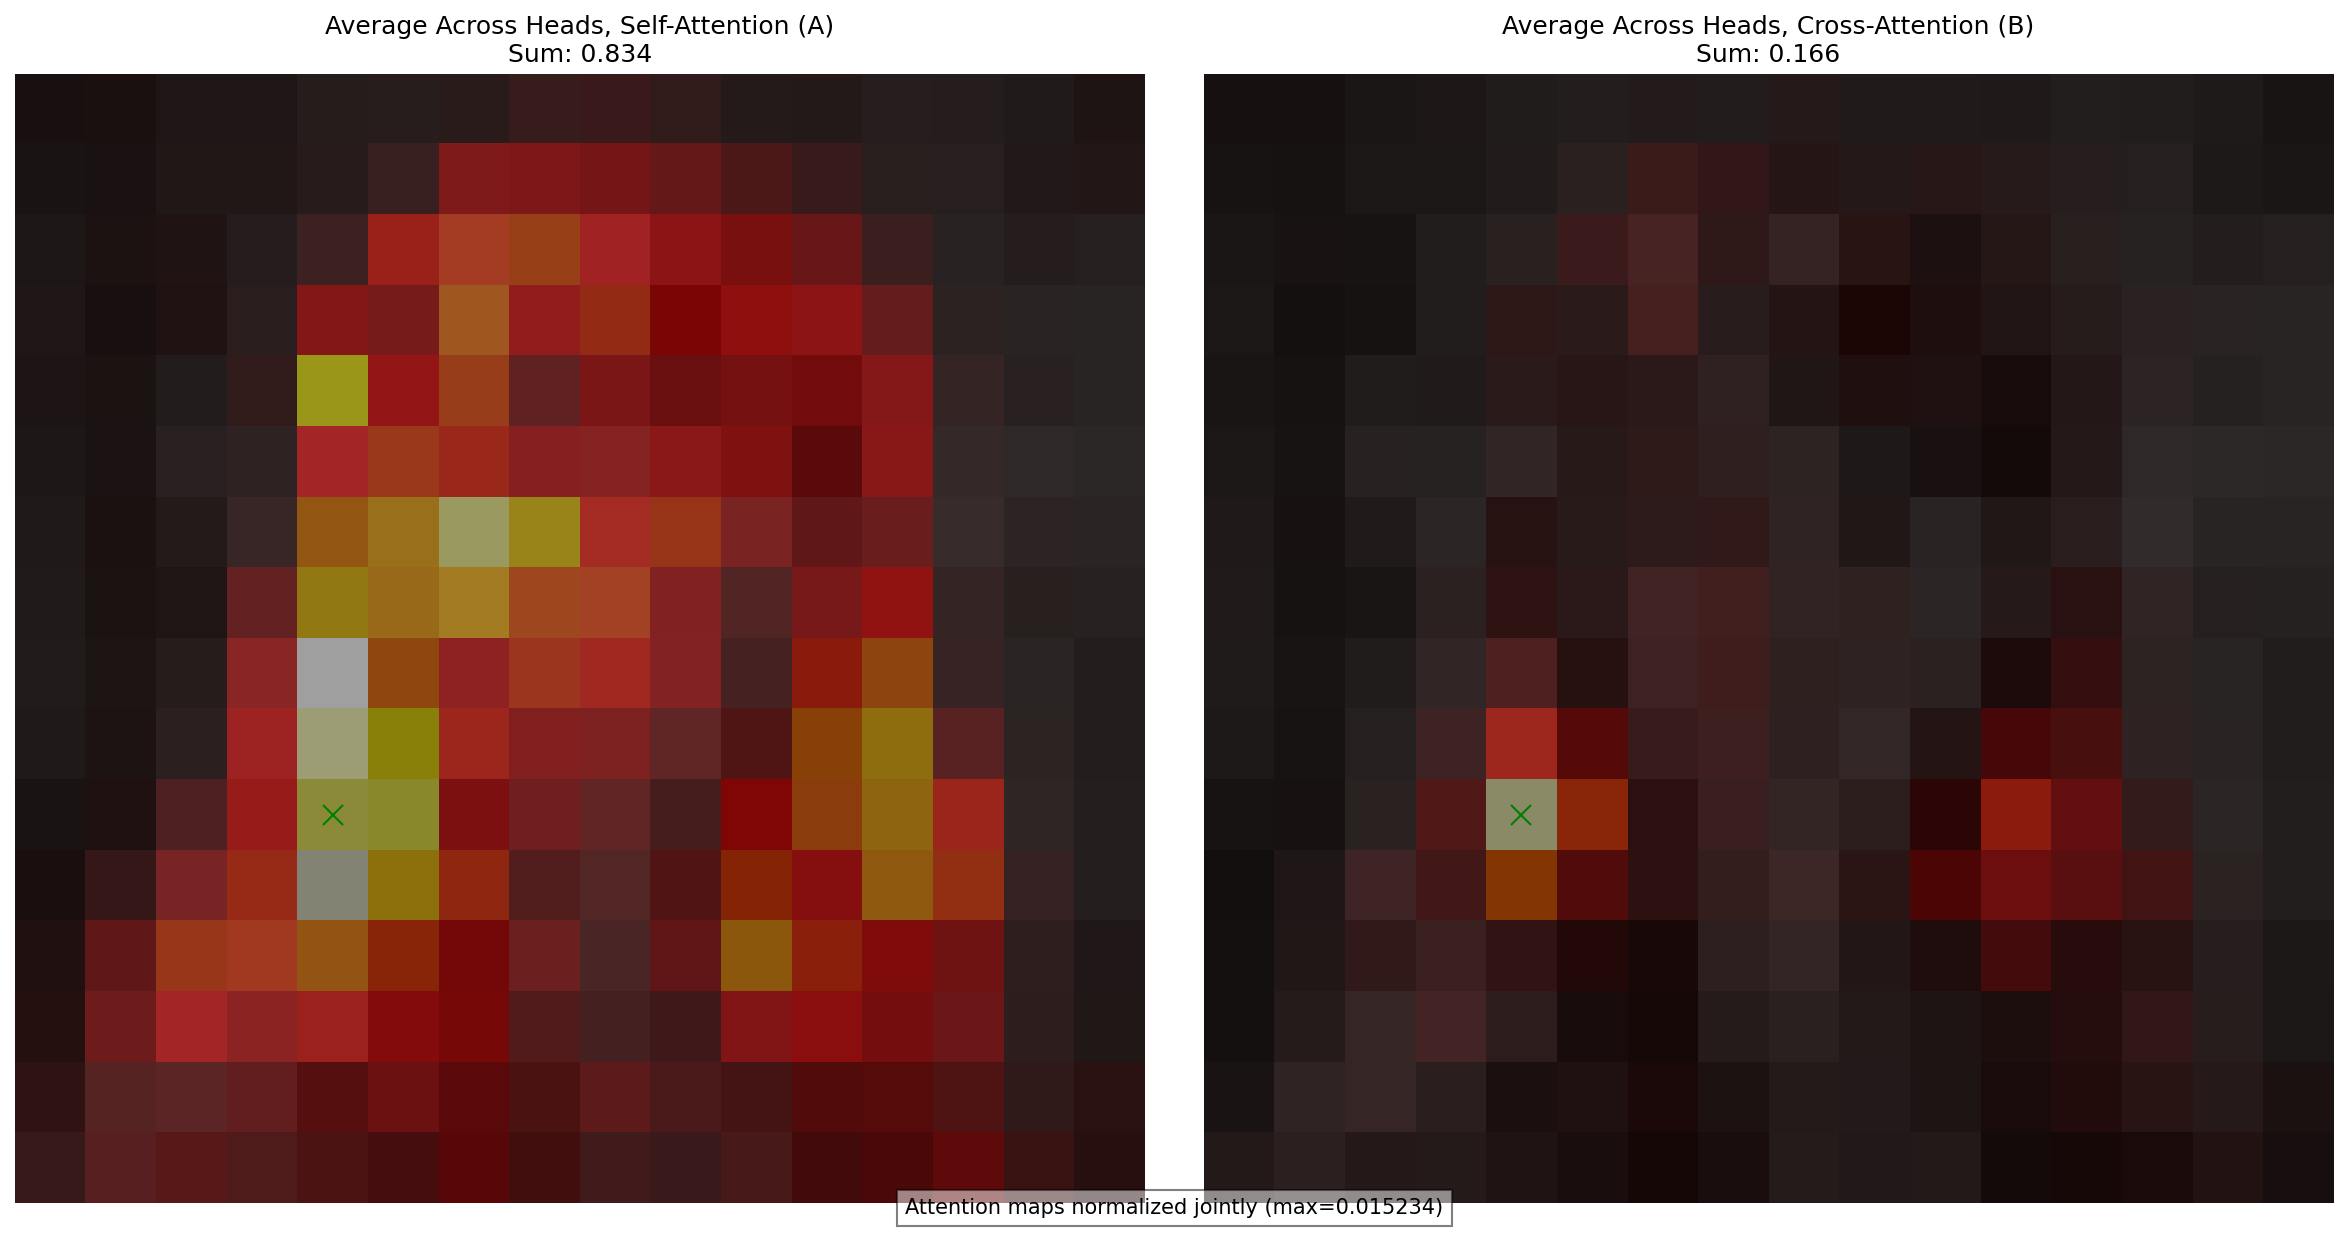 Average Across Heads, Self-Attention (A)
Sum: 0.834
Average Across Heads, Cross-Attention (B)
Sum: 0.166
Attention maps normalized jointly (max=0.015234)